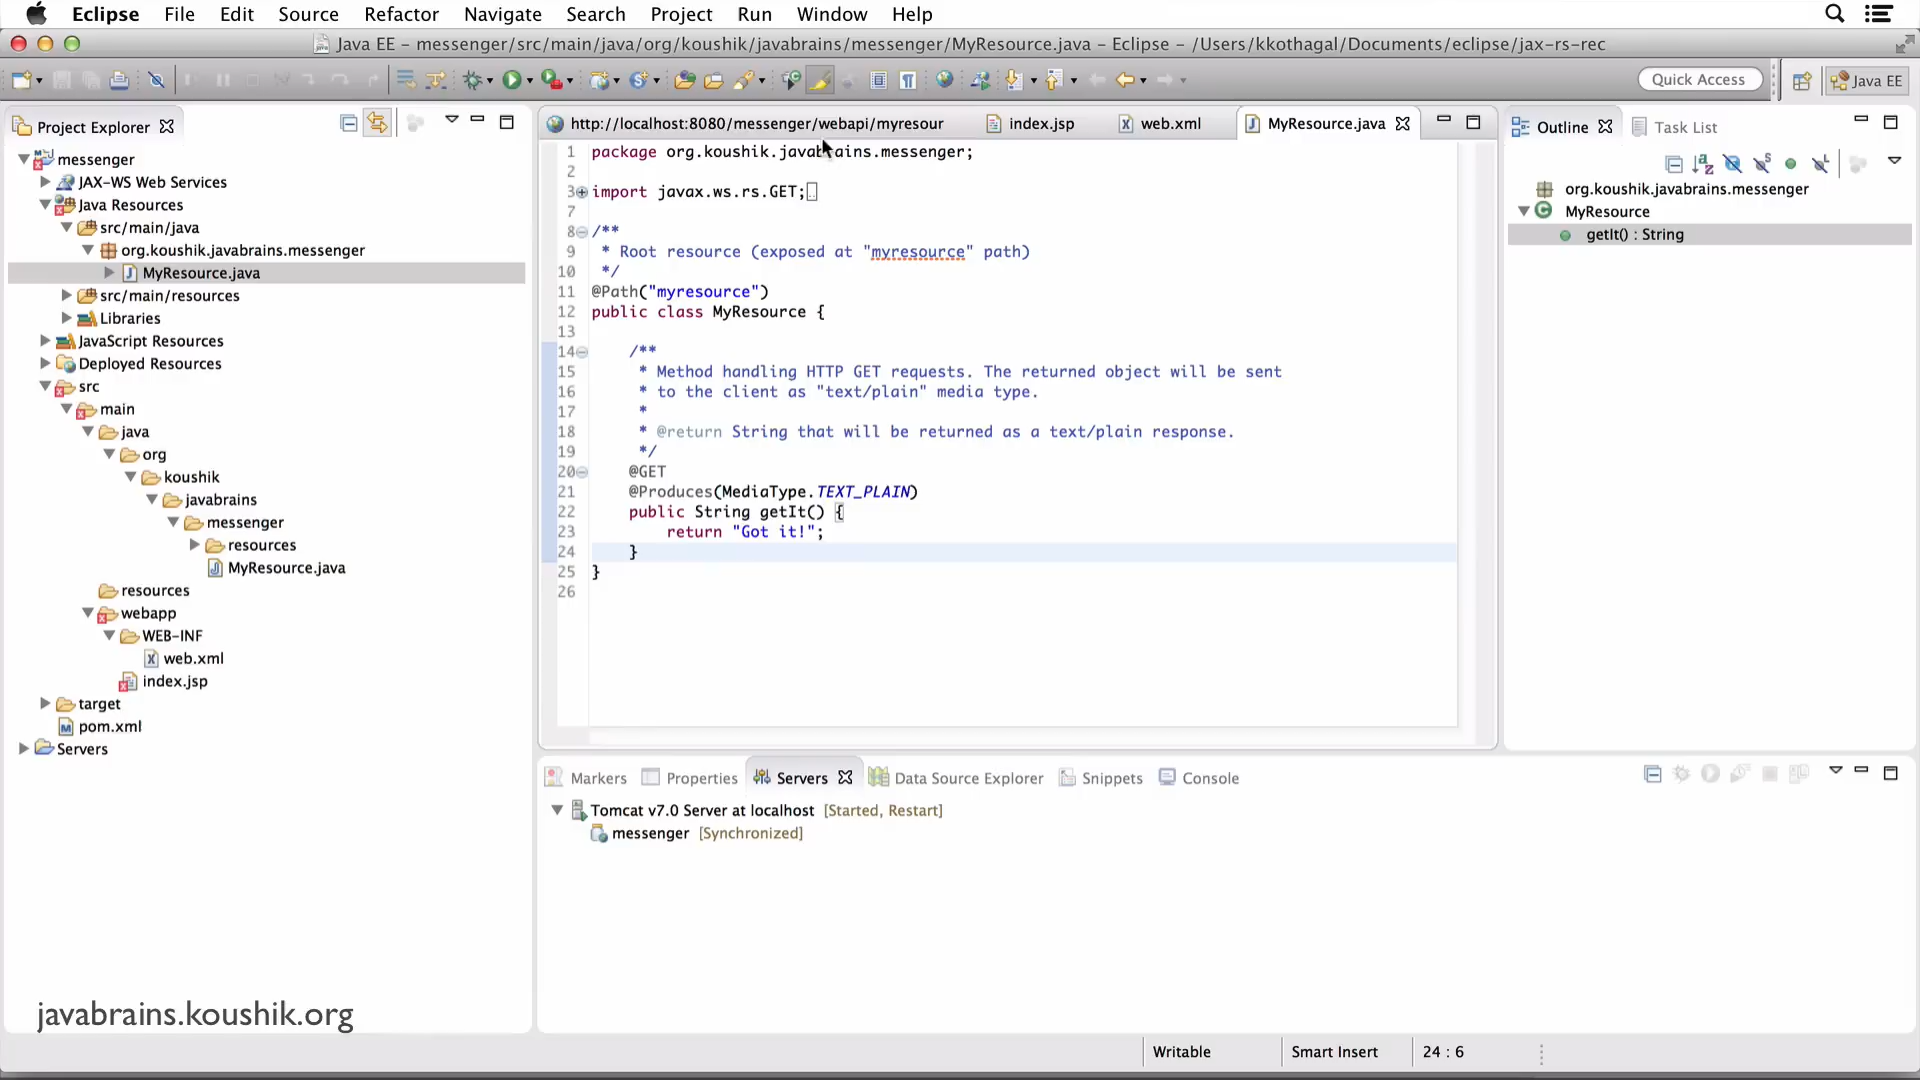 Eclipse File Edit Source Refactor Navigate Search Project Run Window Help
Java EE – messenger/src/main/java/org/koushik/javabrains/messenger/MyResource.java – Eclipse – /Users/kkothagal/Documents/eclipse/jax-rs-rec
Quick Access
Java EE
Project Explorer
messenger
JAX-WS Web Services
Java Resources
src/main/java
org.koushik.javabrains.messenger
MyResource.java
src/main/resources
Libraries
JavaScript Resources
Deployed Resources
src
main
java
org
koushik
javabrains
messenger
resources
MyResource.java
resources
webapp
WEB-INF
web.xml
index.jsp
target
pom.xml
Servers
http://localhost:8080/messenger/webapi/myresour index.jsp web.xml MyResource.java
1 package org.koushik.javabrains.messenger;
2
3 import javax.ws.rs.GET;
7
8 /**
9 * Root resource (exposed at "myresource" path)
10 */
11 @Path("myresource")
12 public class MyResource {
13
14 /**
15 * Method handling HTTP GET requests. The returned object will be sent
16 * to the client as "text/plain" media type.
17 *
18 * @return String that will be returned as a text/plain response.
19 */
20 @GET
21 @Produces(MediaType.TEXT_PLAIN)
22 public String getIt() {
23 return "Got it!";
24 }
25 }
26
Outline Task List
org.koushik.javabrains.messenger
MyResource
getIt() : String
Markers Properties Servers Data Source Explorer Snippets Console
Tomcat v7.0 Server at localhost [Started, Restart]
messenger [Synchronized]
javabrains.koushik.org
Writable Smart Insert 24 : 6